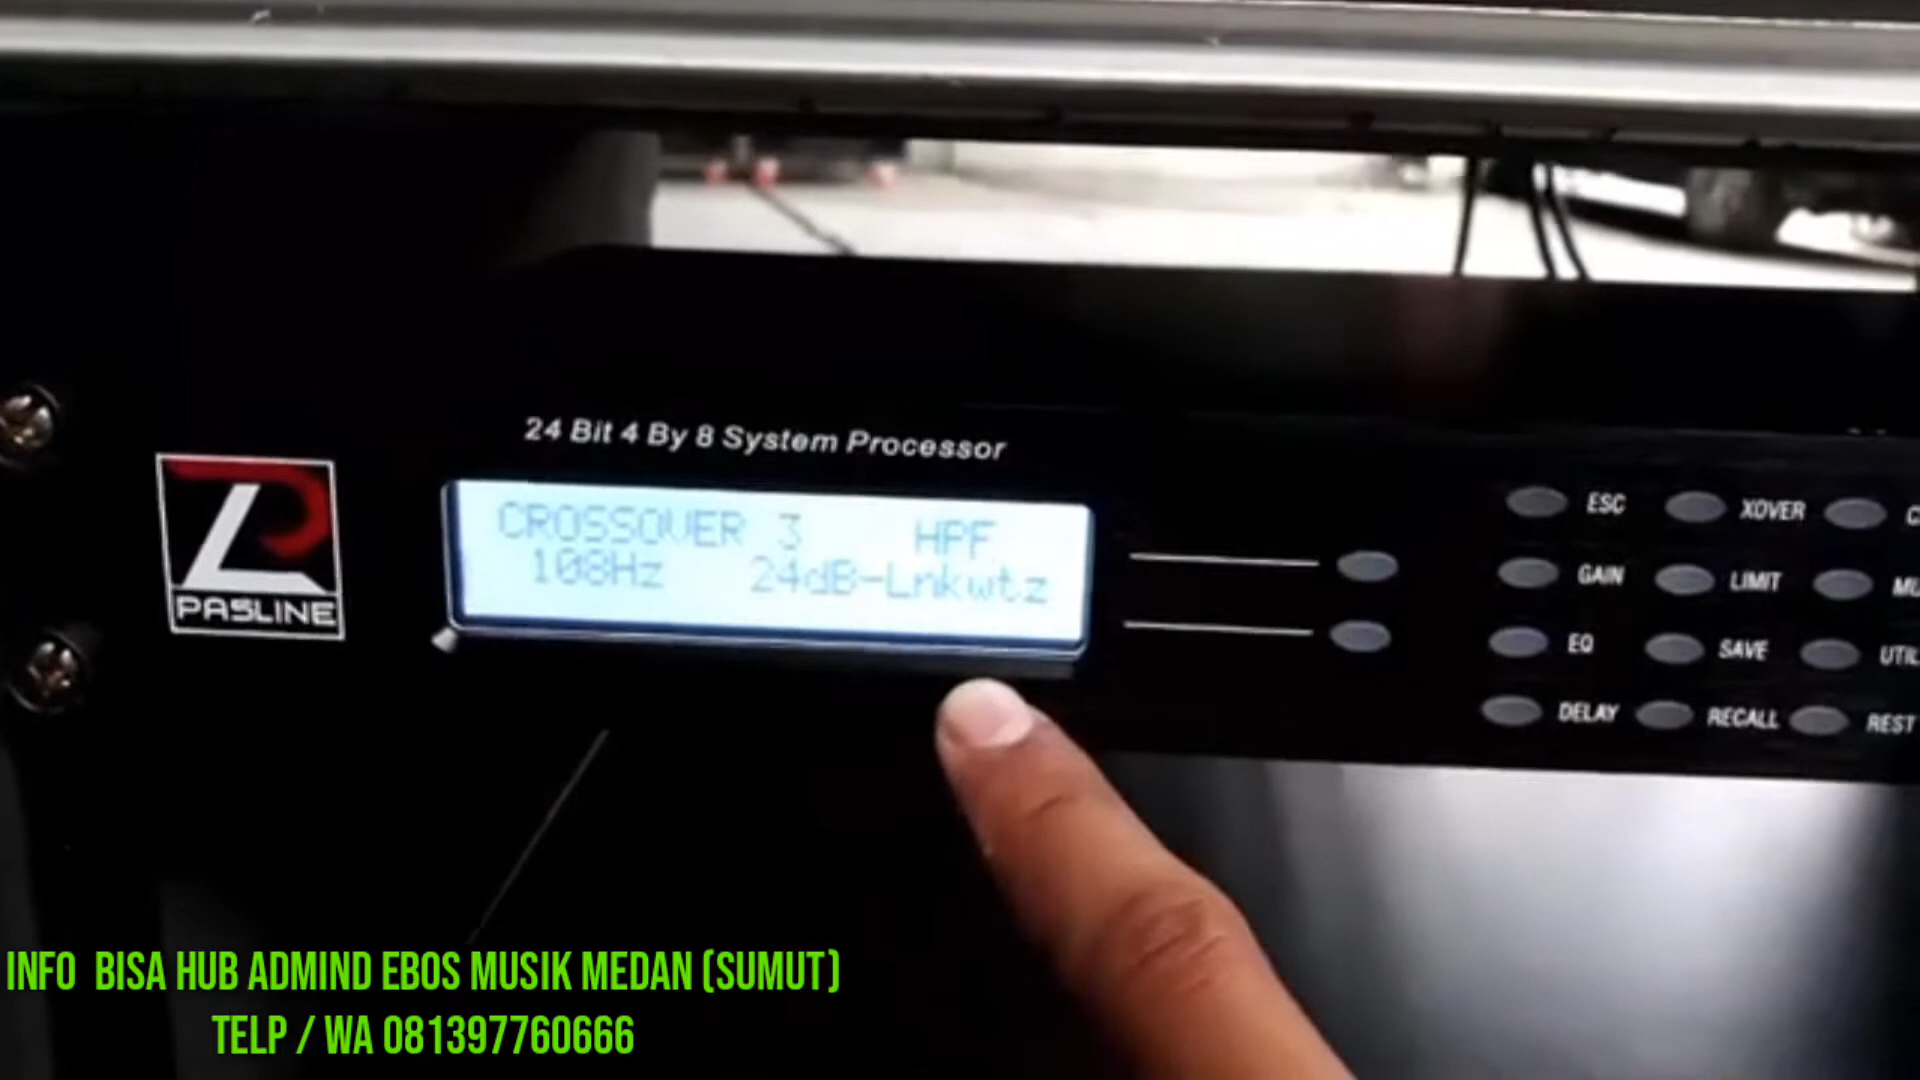 24 Bit 4 By 8 System Processor
CROSSOVER 3 HPF
108Hz 24dB-Lnkwtz
PASLINE
ESC XOVER
GAIN LIMIT
EQ SAVE
DELAY RECALL REST
INFO BISA HUB ADMIND EBOS MUSIK MEDAN (SUMUT)
TELP / WA 081397760666